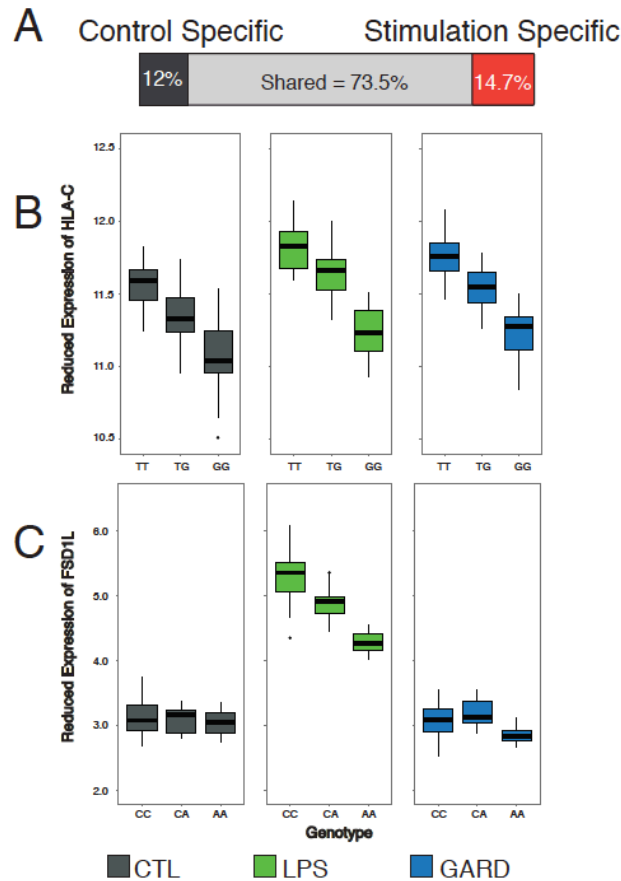 A
Control Specific Stimulation Specific
12% Shared = 73.5% 14.7%
B
Reduced Expression of HLA-C
12.5
12.0
11.5
11.0
10.5
TT TG GG TT TG GG TT TG GG
C
Reduced Expression of FSD1L
6.0
5.0
4.0
3.0
2.0
CC CA AA CC CA AA CC CA AA
Genotype
CTL LPS GARD